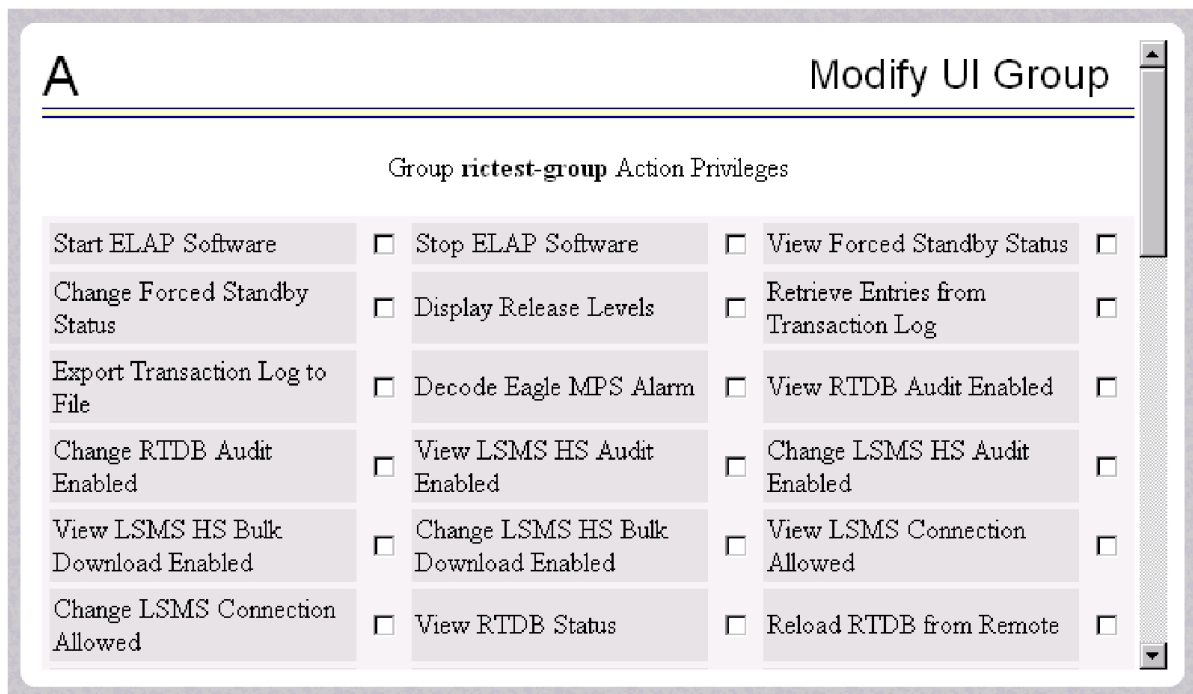 A
Modify UI Group
Group rictest-group Action Privileges
Start ELAP Software
Stop ELAP Software
View Forced Standby Status
Change Forced Standby
Status
Display Release Levels
Retrieve Entries from
Transaction Log
Export Transaction Log to
File
Decode Eagle MPS Alarm
View RTDB Audit Enabled
Change RTDB Audit
Enabled
View LSMS HS Audit
Enabled
Change LSMS HS Audit
Enabled
View LSMS HS Bulk
Download Enabled
Change LSMS HS Bulk
Download Enabled
View LSMS Connection
Allowed
Change LSMS Connection
Allowed
View RTDB Status
Reload RTDB from Remote